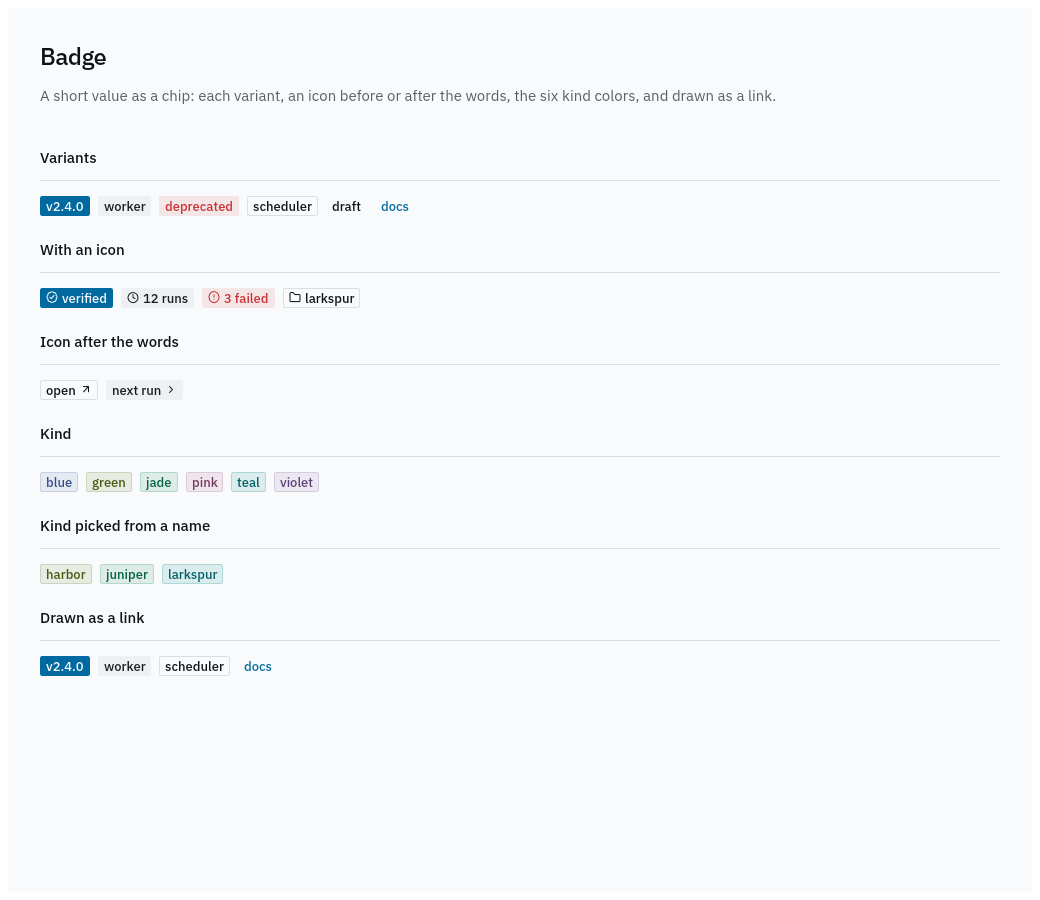 Badge
A short value as a chip: each variant, an icon before or after the words, the six kind colors, and drawn as a link.
Variants
v2.4.0 worker deprecated scheduler draft docs
With an icon
verified 12 runs 3 failed larkspur
Icon after the words
open next run
Kind
blue green jade pink teal violet
Kind picked from a name
harbor juniper larkspur
Drawn as a link
v2.4.0 worker scheduler docs